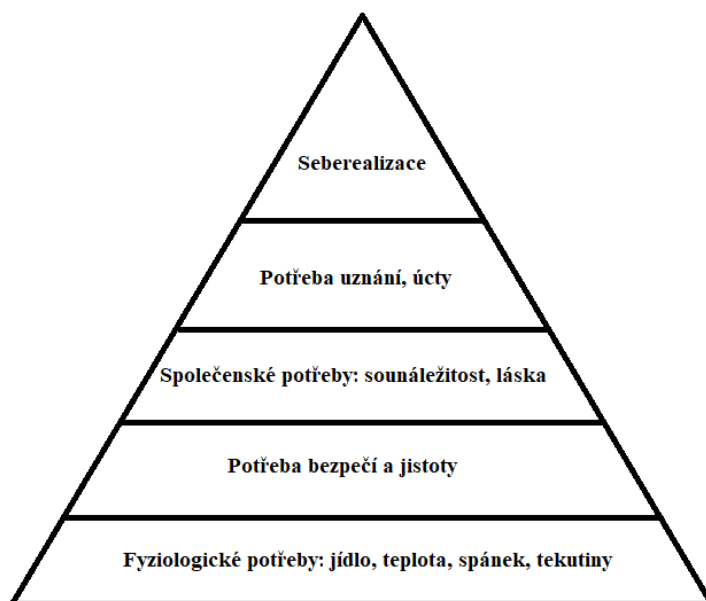 Seberealizace
Potřeba uznání, úcty
Společenské potřeby: sounáležitost, láska
Potřeba bezpečí a jistoty
Fyziologické potřeby: jídlo, teplota, spánek, tekutiny